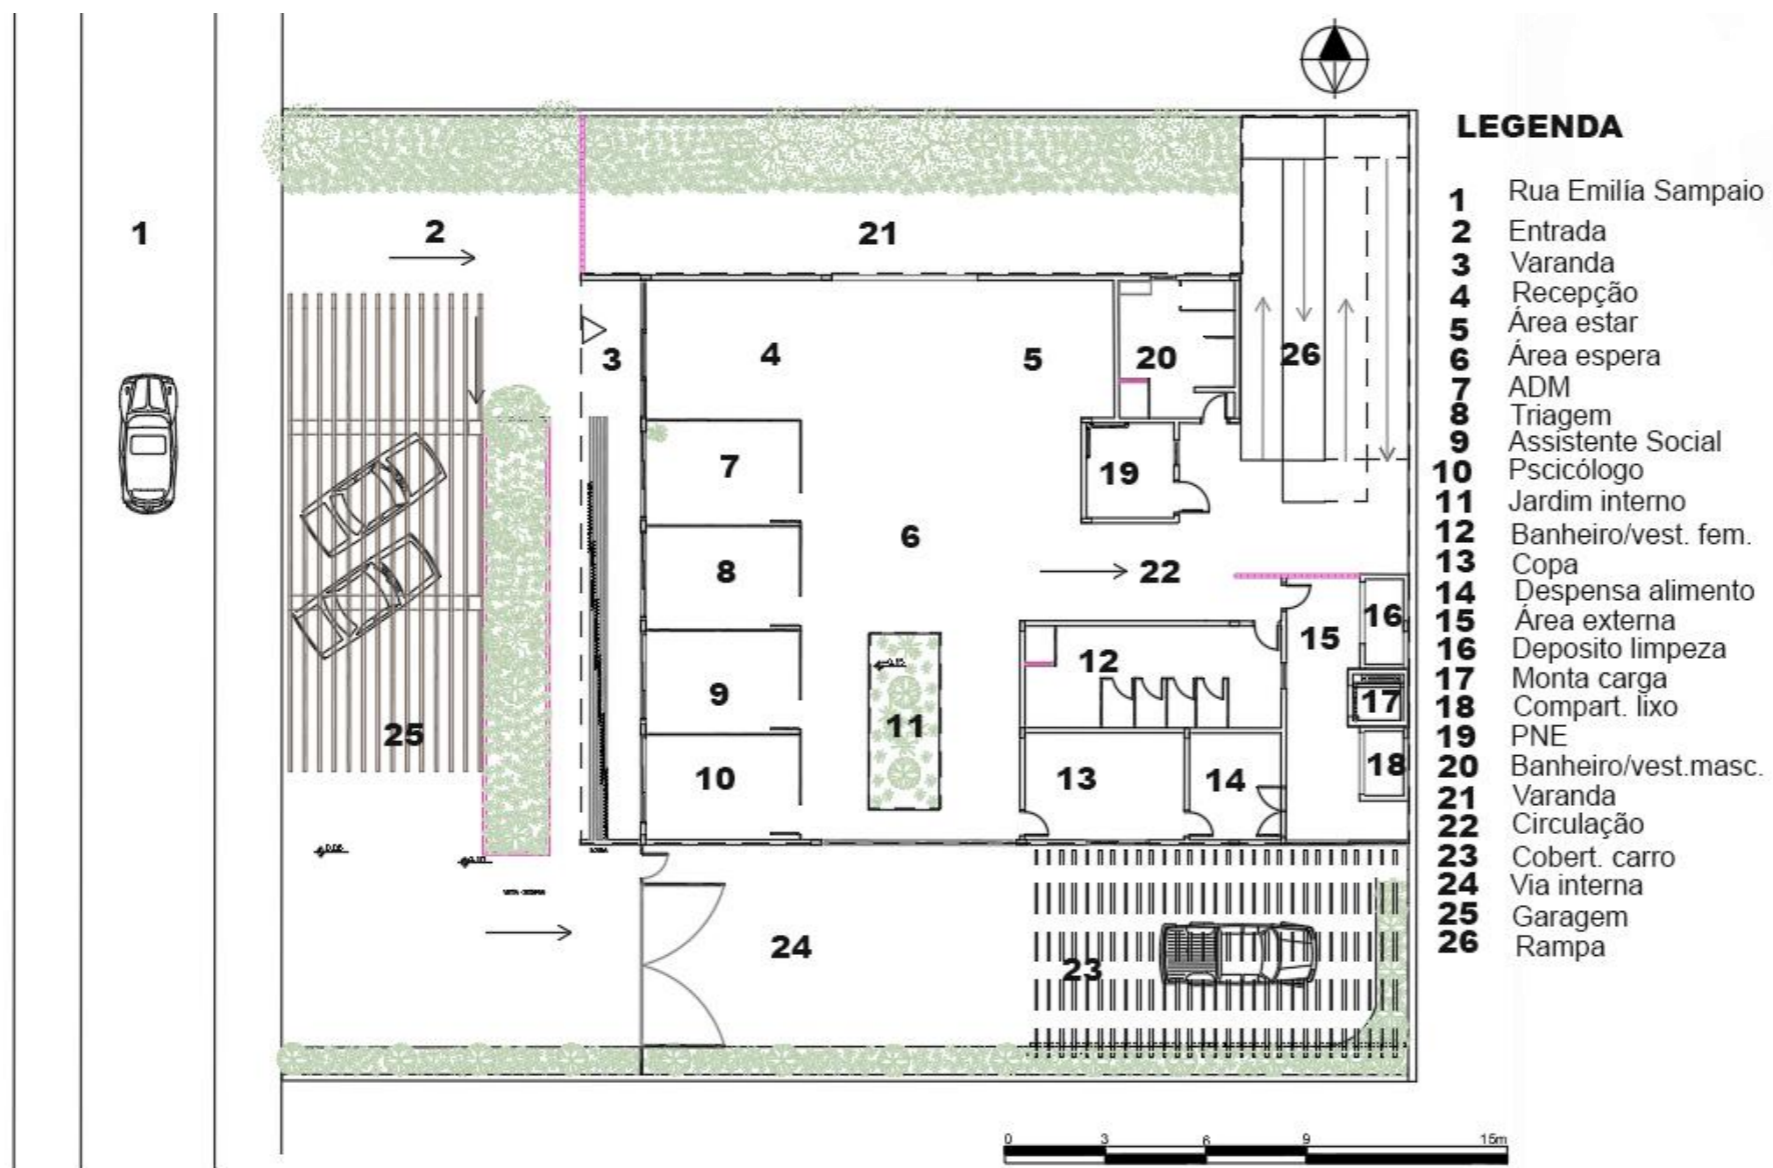 LEGENDA
1 Rua Emilía Sampaio
2 Entrada
3 Varanda
4 Recepção
5 Área estar
6 Área espera
7 ADM
8 Triagem
9 Assistente Social
10 Pscicólogo
11 Jardim interno
12 Banheiro/vest. fem.
13 Copa
14 Despensa alimento
15 Área externa
16 Deposito limpeza
17 Monta carga
18 Compart. lixo
19 PNE
20 Banheiro/vest.masc.
21 Varanda
22 Circulação
23 Cobert. carro
24 Via interna
25 Garagem
26 Rampa
1
2
21
3
4
5
20
26
7
19
6
8
22
16
15
12
9
17
11
25
10
13
14
18
24
23
0 3 6 9 15m